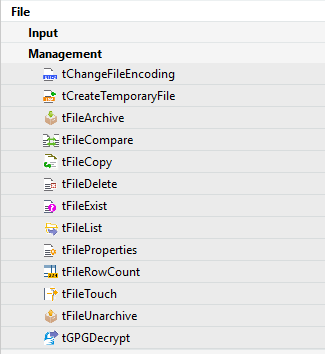 File
Input
Management
tChangeFileEncoding
tCreateTemporaryFile
tFileArchive
tFileCompare
tFileCopy
tFileDelete
tFileExist
tFileList
tFileProperties
tFileRowCount
tFileTouch
tFileUnarchive
tGPGDecrypt